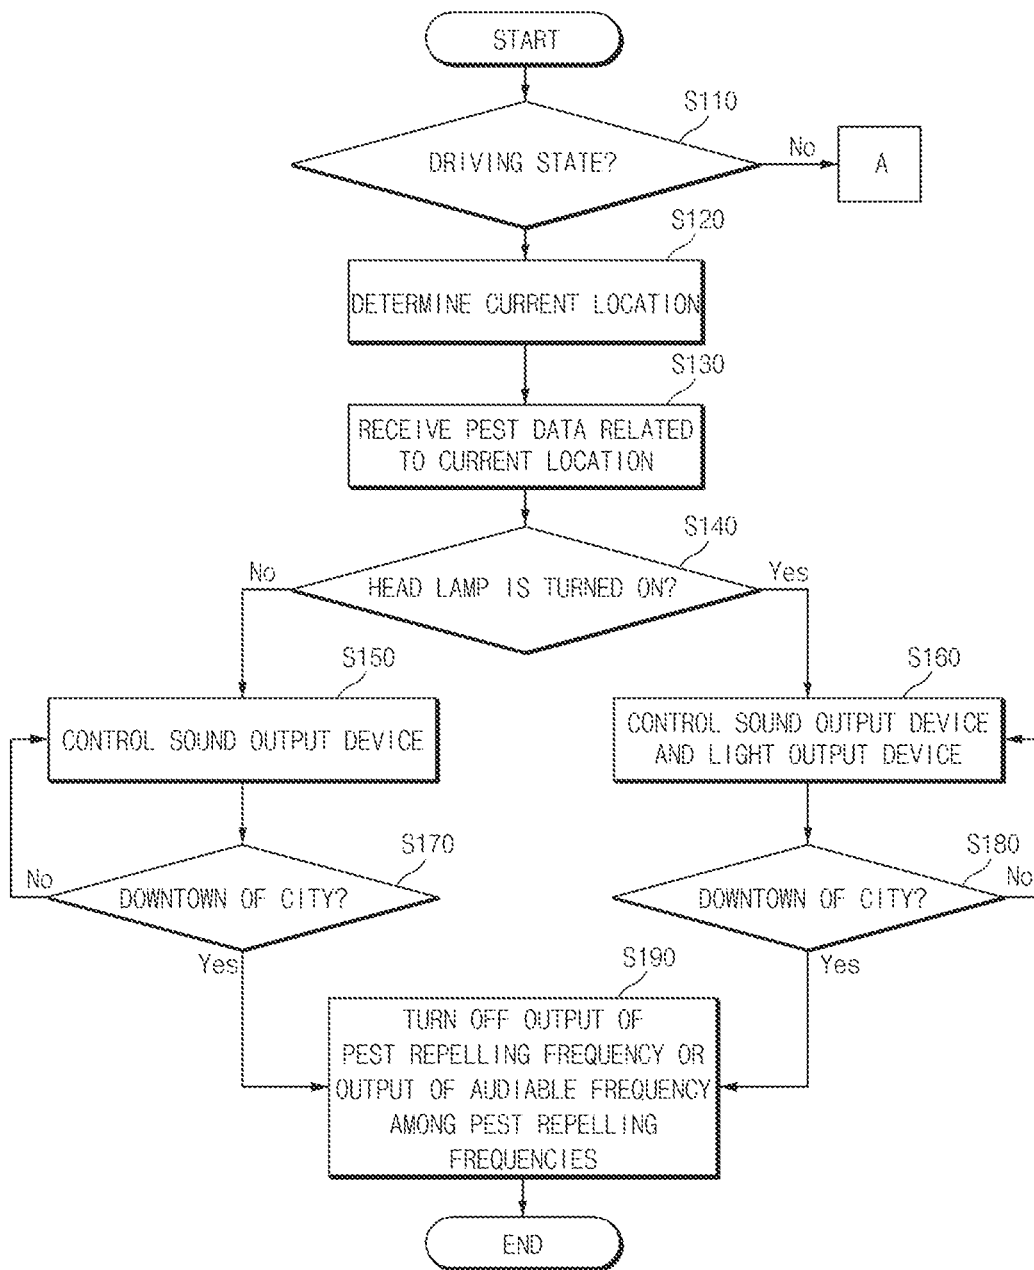 START
S110
DRIVING STATE?
No
A
S120
DETERMINE CURRENT LOCATION
S130
RECEIVE PEST DATA RELATED
TO CURRENT LOCATION
S140
No
HEAD LAMP IS TURNED ON?
Yes
S150
CONTROL SOUND OUTPUT DEVICE
S160
CONTROL SOUND OUTPUT DEVICE
AND LIGHT OUTPUT DEVICE
S170
No
DOWNTOWN OF CITY?
Yes
S180
DOWNTOWN OF CITY?
No
Yes
S190
TURN OFF OUTPUT OF
PEST REPELLING FREQUENCY OR
OUTPUT OF AUDIABLE FREQUENCY
AMONG PEST REPELLING
FREQUENCIES
END